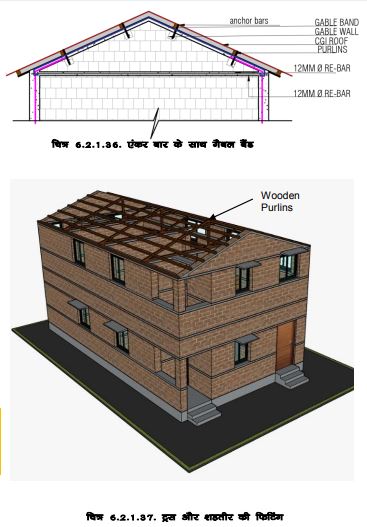 anchor bars
GABLE BAND
GABLE WALL
CGI ROOF
PURLINS
12MM Ø RE-BAR
12MM Ø RE-BAR
चित्र 6.2.1.36. एंकर बार के साथ गैबल बैंड
Wooden
Purlins
चित्र 6.2.1.37. ट्रस और शहतीर की फिटिंग